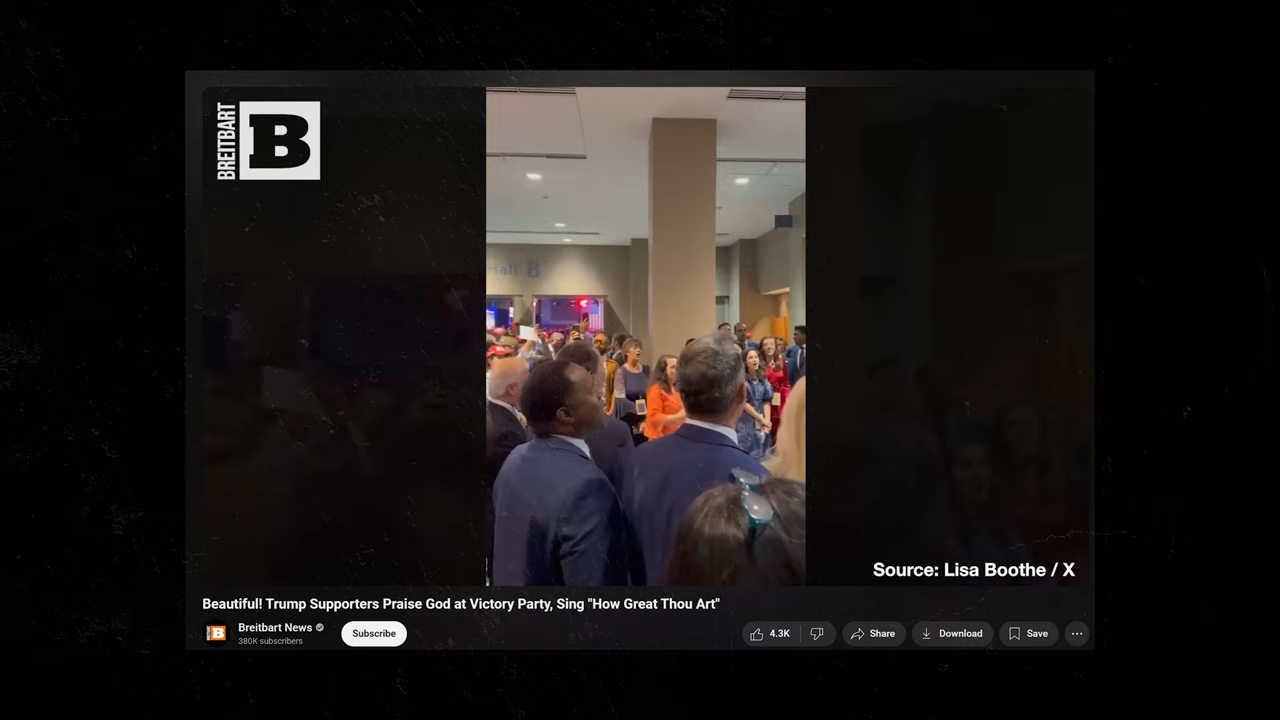 BREITBART
B
Hall B
Source: Lisa Boothe / X
Beautiful! Trump Supporters Praise God at Victory Party, Sing "How Great Thou Art"
B
Breitbart News
380K subscribers
Subscribe
4.3K
Share
Download
Save